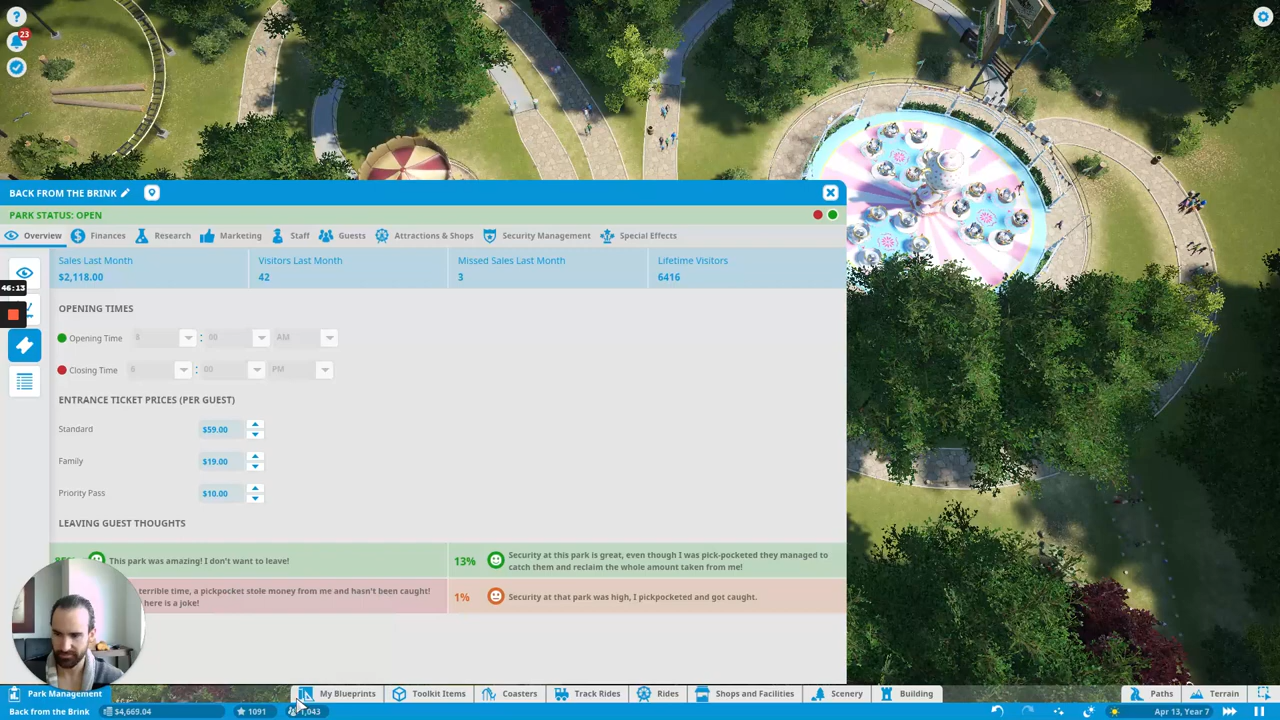 ?
23
BACK FROM THE BRINK
PARK STATUS: OPEN
Overview Finances Research Marketing Staff Guests Attractions & Shops Security Management Special Effects
Sales Last Month Visitors Last Month Missed Sales Last Month Lifetime Visitors
$2,118.00 42 3 6416
46:13
OPENING TIMES
Opening Time 8 : 00 AM
Closing Time 6 : 00 PM
ENTRANCE TICKET PRICES (PER GUEST)
Standard $59.00
Family $19.00
Priority Pass $10.00
LEAVING GUEST THOUGHTS
This park was amazing! I don't want to leave!
13% Security at this park is great, even though I was pick-pocketed they managed to
catch them and reclaim the whole amount taken from me!
terrible time, a pickpocket stole money from me and hasn't been caught!
here is a joke!
1% Security at that park was high, I pickpocketed and got caught.
Park Management My Blueprints Toolkit Items Coasters Track Rides Rides Shops and Facilities Scenery Building Paths Terrain
Back from the Brink $4,669.04 1091 1,043 Apr 13, Year 7